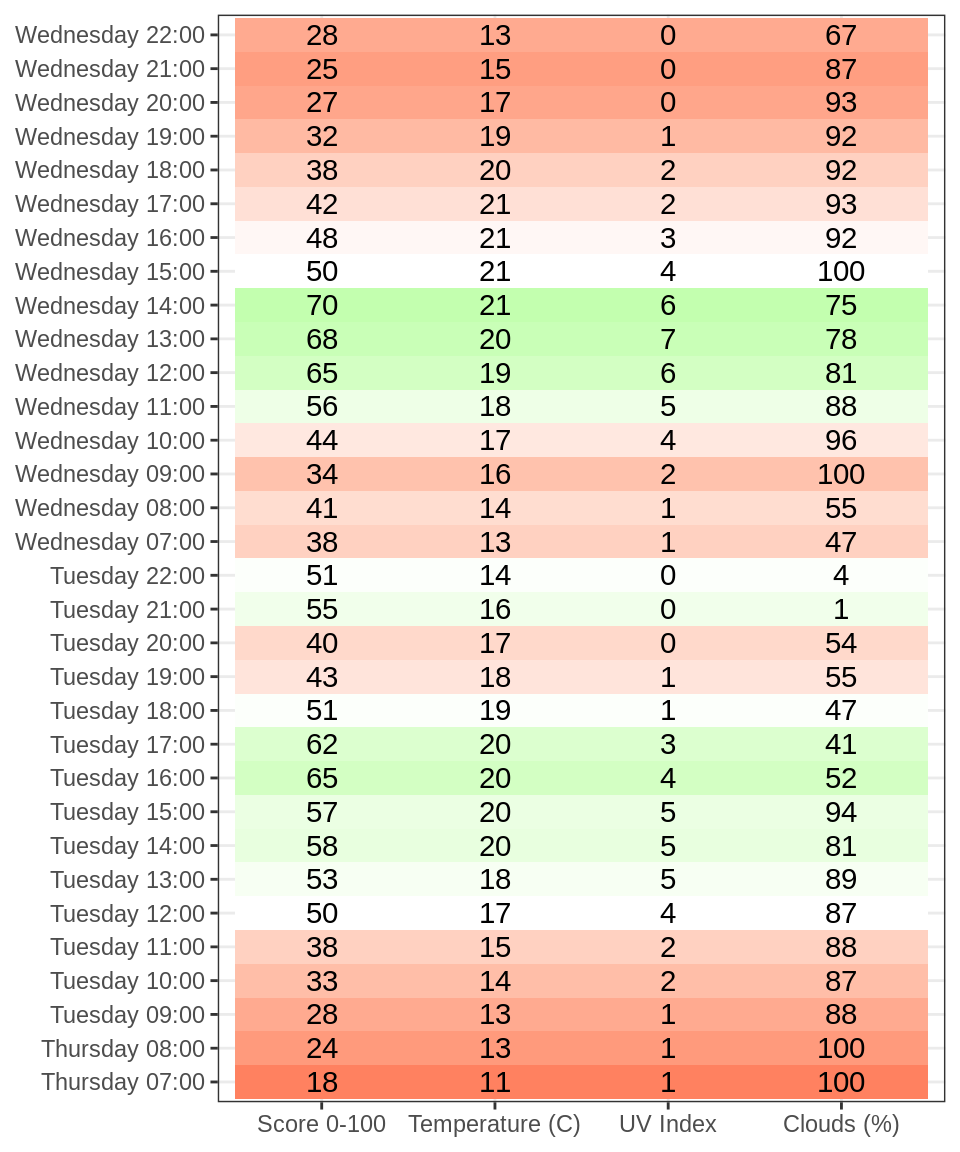 Wednesday 22:00 28 13 0 67
Wednesday 21:00 25 15 0 87
Wednesday 20:00 27 17 0 93
Wednesday 19:00 32 19 1 92
Wednesday 18:00 38 20 2 92
Wednesday 17:00 42 21 2 93
Wednesday 16:00 48 21 3 92
Wednesday 15:00 50 21 4 100
Wednesday 14:00 70 21 6 75
Wednesday 13:00 68 20 7 78
Wednesday 12:00 65 19 6 81
Wednesday 11:00 56 18 5 88
Wednesday 10:00 44 17 4 96
Wednesday 09:00 34 16 2 100
Wednesday 08:00 41 14 1 55
Wednesday 07:00 38 13 1 47
Tuesday 22:00 51 14 0 4
Tuesday 21:00 55 16 0 1
Tuesday 20:00 40 17 0 54
Tuesday 19:00 43 18 1 55
Tuesday 18:00 51 19 1 47
Tuesday 17:00 62 20 3 41
Tuesday 16:00 65 20 4 52
Tuesday 15:00 57 20 5 94
Tuesday 14:00 58 20 5 81
Tuesday 13:00 53 18 5 89
Tuesday 12:00 50 17 4 87
Tuesday 11:00 38 15 2 88
Tuesday 10:00 33 14 2 87
Tuesday 09:00 28 13 1 88
Thursday 08:00 24 13 1 100
Thursday 07:00 18 11 1 100
Score 0-100 Temperature (C) UV Index Clouds (%)